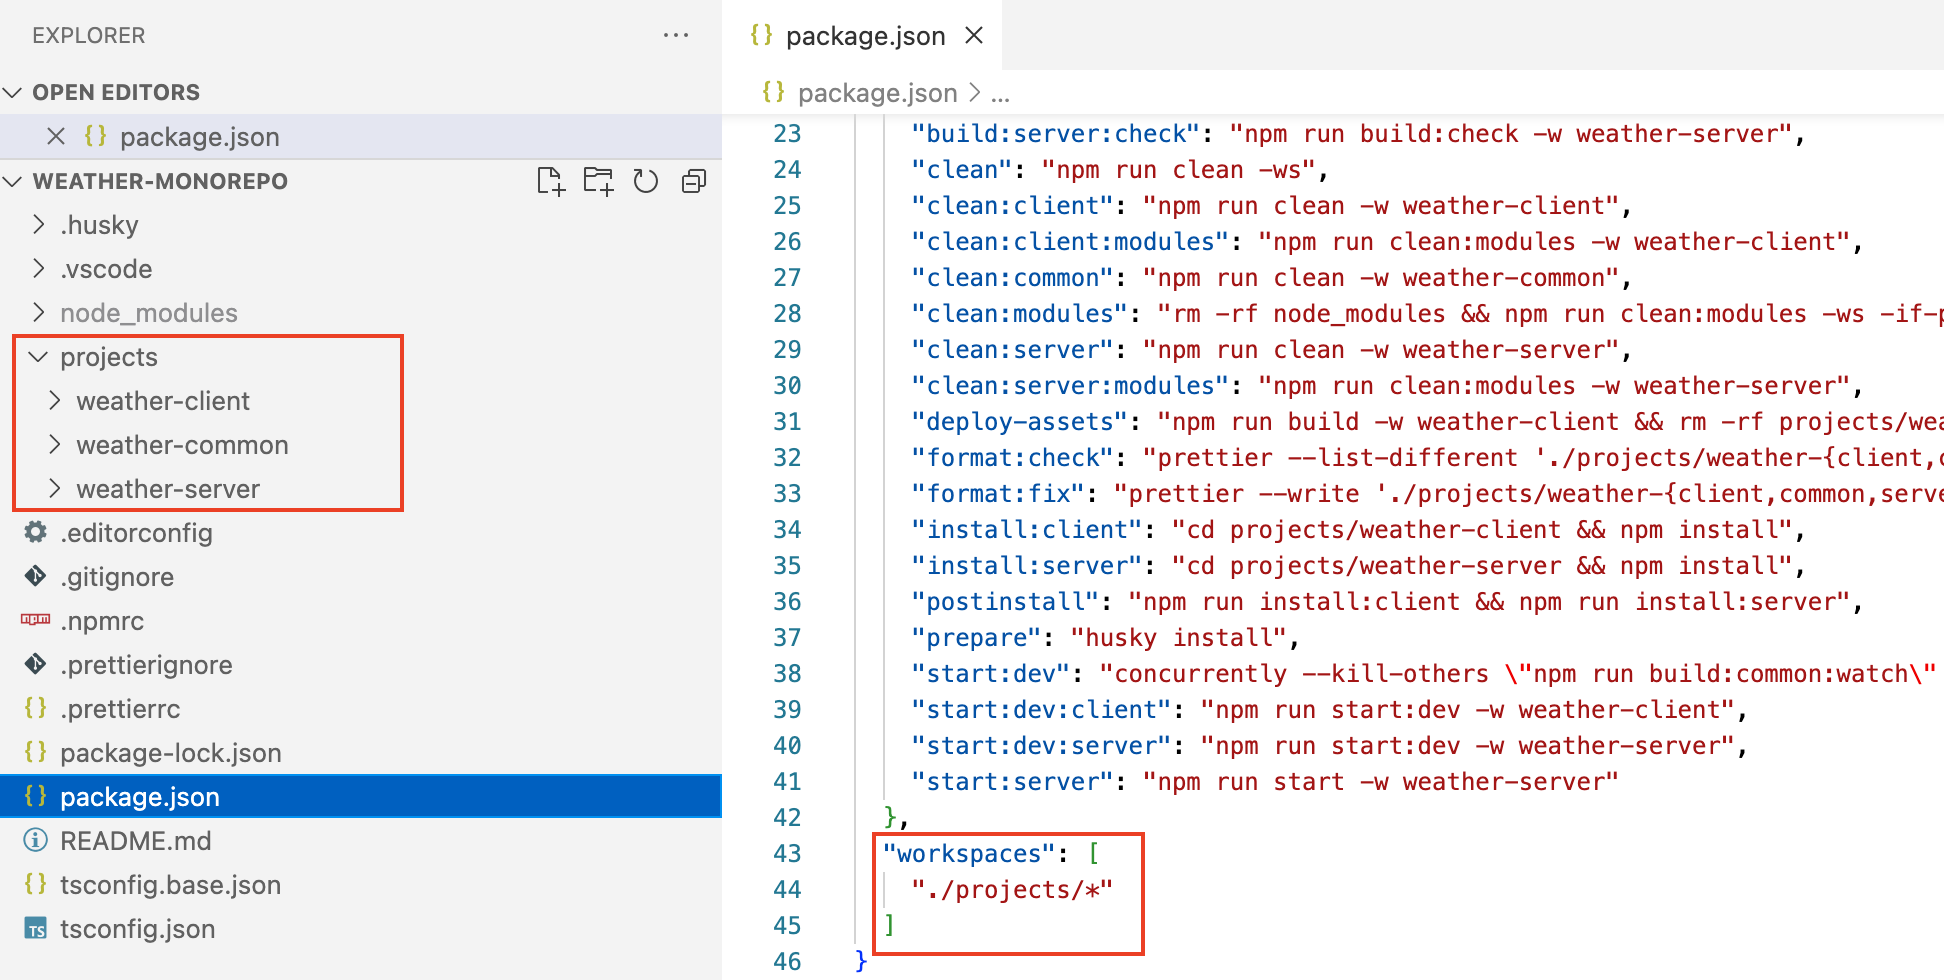 EXPLORER
...
OPEN EDITORS
{} package.json
WEATHER-MONOREPO
.husky
.vscode
node_modules
projects
weather-client
weather-common
weather-server
.editorconfig
.gitignore
.npmrc
.prettierignore
{} .prettierrc
{} package-lock.json
{} package.json
README.md
{} tsconfig.base.json
TS tsconfig.json
{} package.json
{} package.json > ...
23 "build:server:check": "npm run build:check -w weather-server",
24 "clean": "npm run clean -ws",
25 "clean:client": "npm run clean -w weather-client",
26 "clean:client:modules": "npm run clean:modules -w weather-client",
27 "clean:common": "npm run clean -w weather-common",
28 "clean:modules": "rm -rf node_modules && npm run clean:modules -ws -if-p
29 "clean:server": "npm run clean -w weather-server",
30 "clean:server:modules": "npm run clean:modules -w weather-server",
31 "deploy-assets": "npm run build -w weather-client && rm -rf projects/wea
32 "format:check": "prettier --list-different './projects/weather-{client,c
33 "format:fix": "prettier --write './projects/weather-{client,common,serve
34 "install:client": "cd projects/weather-client && npm install",
35 "install:server": "cd projects/weather-server && npm install",
36 "postinstall": "npm run install:client && npm run install:server",
37 "prepare": "husky install",
38 "start:dev": "concurrently --kill-others \"npm run build:common:watch\"
39 "start:dev:client": "npm run start:dev -w weather-client",
40 "start:dev:server": "npm run start:dev -w weather-server",
41 "start:server": "npm run start -w weather-server"
42 },
43 "workspaces": [
44 "./projects/*"
45 ]
46 }